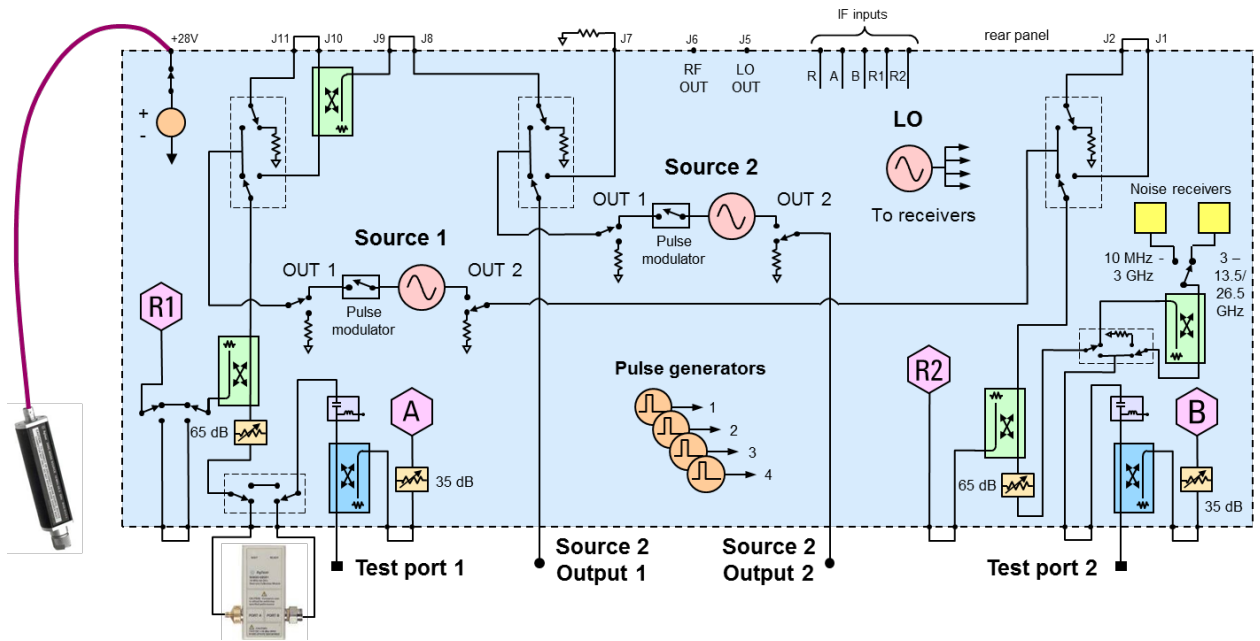 IF inputs
+28V
J11
J10
J9
J8
J7
J6
J5
rear panel
J2
J1
RF
OUT
LO
OUT
R
A
B
R1
R2
+
-
LO
To receivers
Noise receivers
10 MHz -
3 GHz
3 –
13.5/
26.5
GHz
Source 2
OUT 1
OUT 2
Pulse
modulator
Source 1
OUT 1
OUT 2
Pulse
modulator
R1
Pulse generators
1
2
3
4
R2
A
B
65 dB
35 dB
65 dB
35 dB
Test port 1
Source 2
Output 1
Source 2
Output 2
Test port 2
PORT A
PORT B